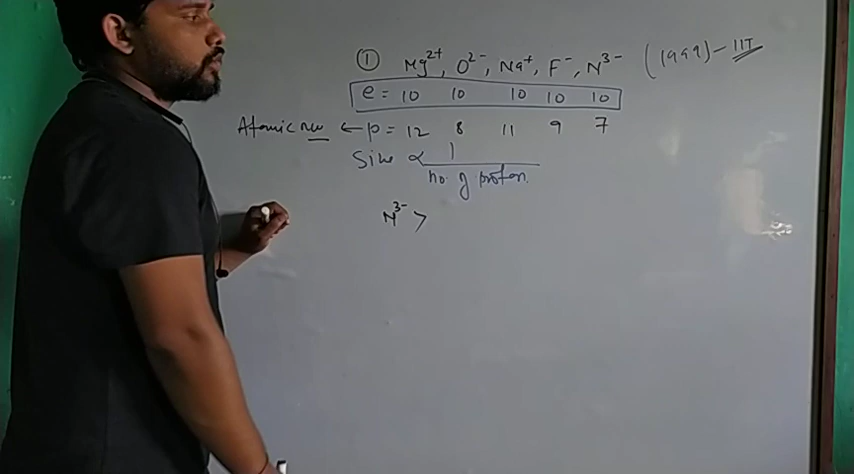 ① Mg²⁺, O²⁻, Na⁺, F⁻, N³⁻ (1999) - IIT
e = 10 10 10 10 10
Atomic no ← p = 12 8 11 9 7
Size ∝ 1
no. of proton.
N³⁻ >